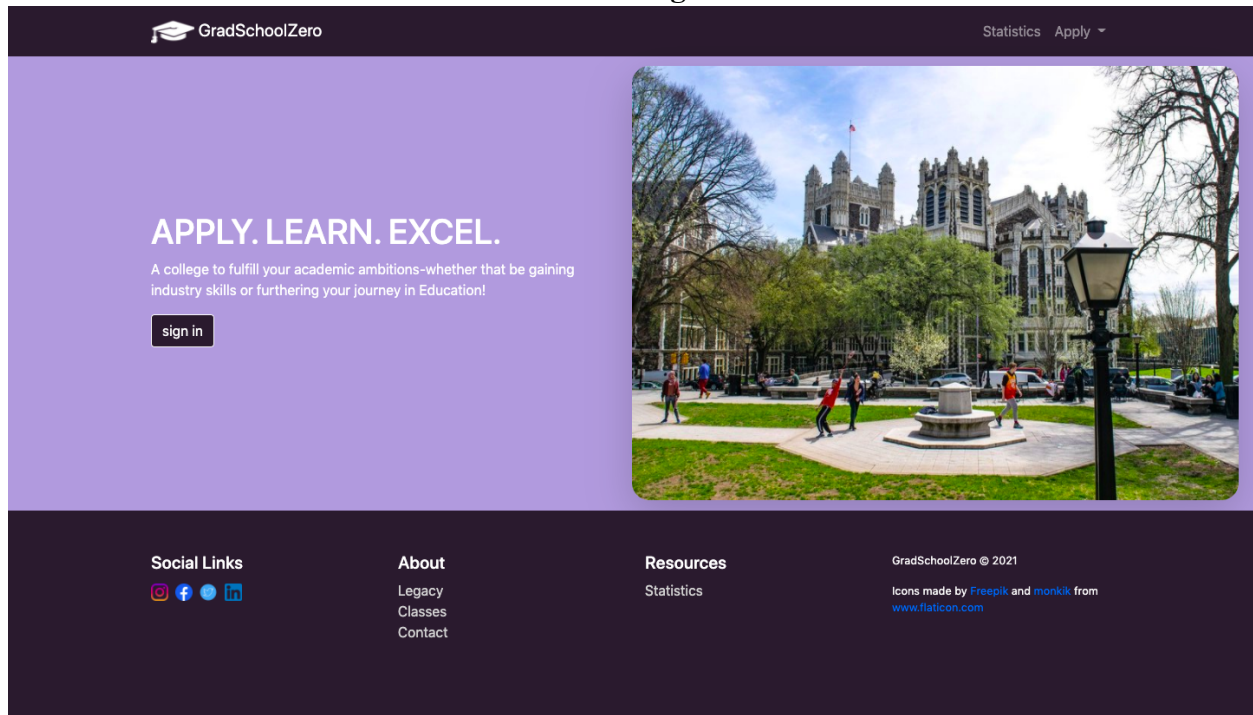 GradSchoolZero
Statistics Apply
APPLY. LEARN. EXCEL.
A college to fulfill your academic ambitions-whether that be gaining
industry skills or furthering your journey in Education!
sign in
Social Links
About
Legacy
Classes
Contact
Resources
Statistics
GradSchoolZero © 2021
Icons made by Freepik and monkik from
www.flaticon.com